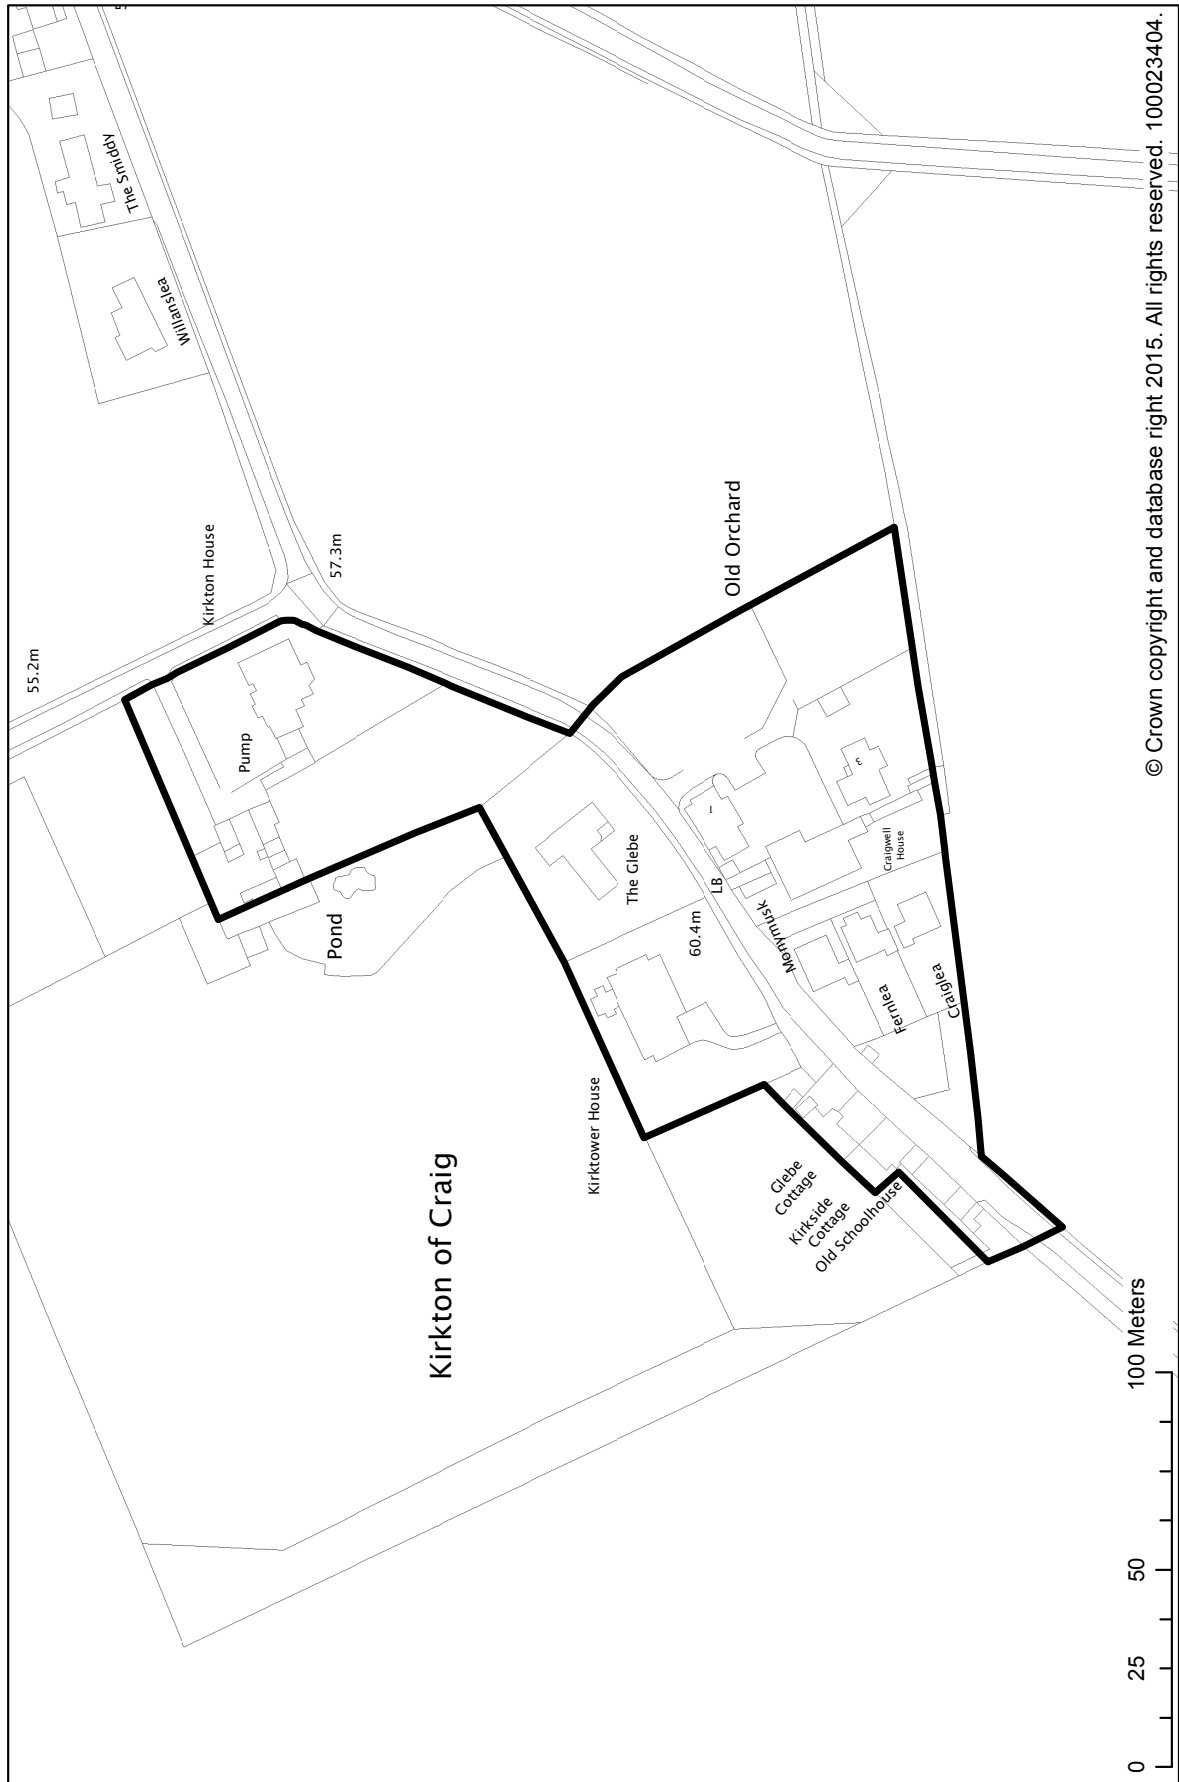 The Smiddy
Willanslea
Kirkton House
55.2m
57.3m
Pump
Old Orchard
Pond
The Glebe
LB
60.4m
1
3
Craigwell
House
Monymusk
Fernlea
Craiglea
Kirktower House
Glebe
Cottage
Kirkside
Cottage
Old Schoolhouse
Kirkton of Craig
0
25
50
100 Meters
© Crown copyright and database right 2015. All rights reserved. 100023404.